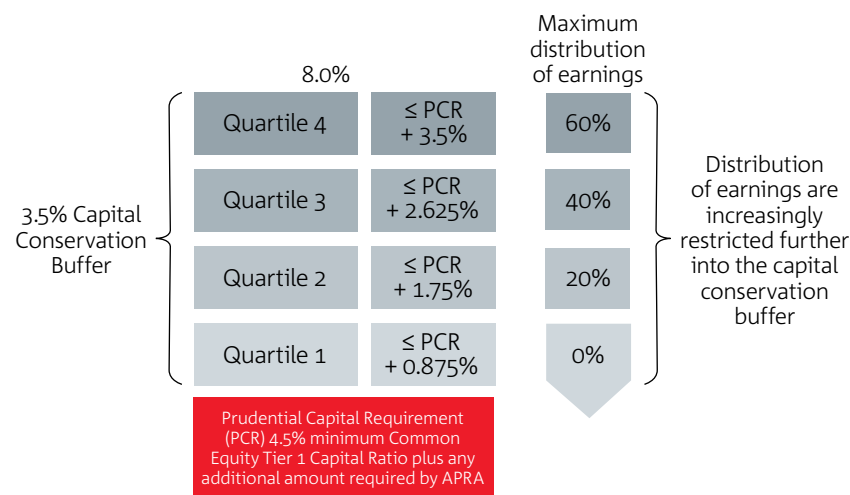 Maximum
distribution
of earnings
8.0%
Quartile 4
≤ PCR
+ 3.5%
60%
Quartile 3
≤ PCR
+ 2.625%
40%
Quartile 2
≤ PCR
+ 1.75%
20%
Quartile 1
≤ PCR
+ 0.875%
0%
3.5% Capital
Conservation
Buffer
Distribution
of earnings are
increasingly
restricted further
into the capital
conservation
buffer
Prudential Capital Requirement
(PCR) 4.5% minimum Common
Equity Tier 1 Capital Ratio plus any
additional amount required by APRA